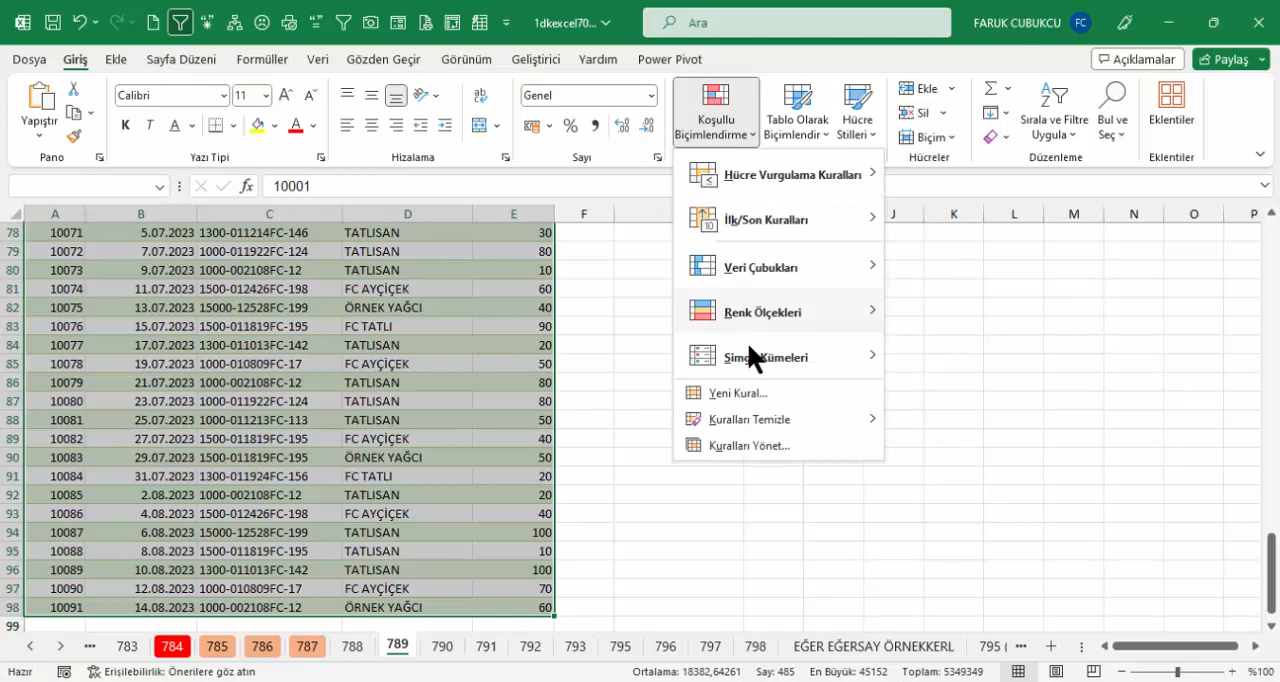 1dkexcel70...
Ara
FARUK CUBUKCU
FC
Dosya Giriş Ekle Sayfa Düzeni Formüller Veri Gözden Geçir Görünüm Geliştirici Yardım Power Pivot
Açıklamalar
Paylaş
Yapıştır
Calibri 11
K T A
Genel
Koşullu
Biçimlendirme
Tablo Olarak
Biçimlendir
Hücre
Stilleri
Ekle
Sil
Biçim
Sırala ve Filtre
Uygula
Bul ve
Seç
Eklentiler
Pano Yazı Tipi Hizalama Sayı Hücreler Düzenleme Eklentiler
fx 10001
Hücre Vurgulama Kuralları
İlk/Son Kuralları
Veri Çubukları
Renk Ölçekleri
Kümeleri
Yeni Kural...
Kuralları Temizle
Kuralları Yönet...
A B C D E F J K L M N O P
78 10071 5.07.2023 1300-011214FC-146 TATLISAN 30
79 10072 7.07.2023 1000-011922FC-124 TATLISAN 80
80 10073 9.07.2023 1000-002108FC-12 TATLISAN 10
81 10074 11.07.2023 1500-012426FC-198 FC AYÇİÇEK 60
82 10075 13.07.2023 15000-12528FC-199 ÖRNEK YAĞCI 40
83 10076 15.07.2023 1500-011819FC-195 FC TATLI 90
84 10077 17.07.2023 1300-011013FC-142 TATLISAN 20
85 10078 19.07.2023 1000-010809FC-17 FC AYÇİÇEK 50
86 10079 21.07.2023 1000-002108FC-12 TATLISAN 80
87 10080 23.07.2023 1000-011922FC-124 TATLISAN 80
88 10081 25.07.2023 1000-011213FC-113 TATLISAN 50
89 10082 27.07.2023 1500-011819FC-195 FC AYÇİÇEK 40
90 10083 29.07.2023 1500-011819FC-195 ÖRNEK YAĞCI 50
91 10084 31.07.2023 1300-011924FC-156 FC TATLI 20
92 10085 2.08.2023 1000-002108FC-12 TATLISAN 20
93 10086 4.08.2023 1500-012426FC-198 FC AYÇİÇEK 40
94 10087 6.08.2023 15000-12528FC-199 TATLISAN 100
95 10088 8.08.2023 1500-011819FC-195 TATLISAN 10
96 10089 10.08.2023 1300-011013FC-142 TATLISAN 100
97 10090 12.08.2023 1000-010809FC-17 FC AYÇİÇEK 70
98 10091 14.08.2023 1000-002108FC-12 ÖRNEK YAĞCI 60
99
783 784 785 786 787 788 789 790 791 792 793 795 796 797 798 EĞER EĞERSAY ÖRNEKKERL 795 (
Hazır Erişilebilirlik: Önerilere göz atın Ortalama: 18382,64261 Say: 485 En Büyük: 45152 Toplam: 5349349 %100